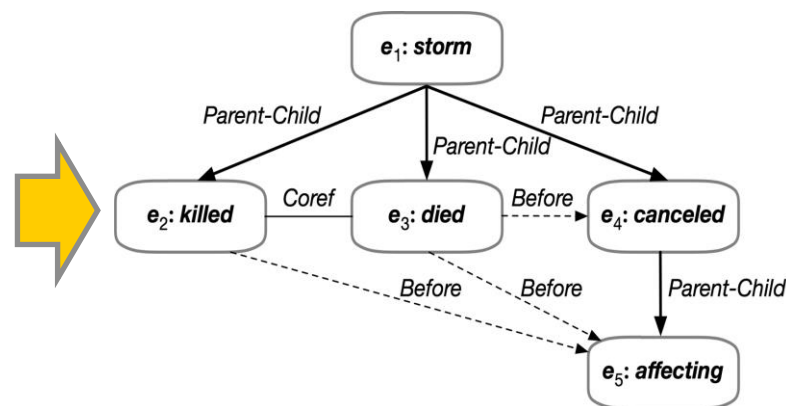 e₁: storm
Parent-Child
Parent-Child
Parent-Child
e₂: killed
Coref
e₃: died
Before
e₄: canceled
Before
Before
Parent-Child
e₅: affecting